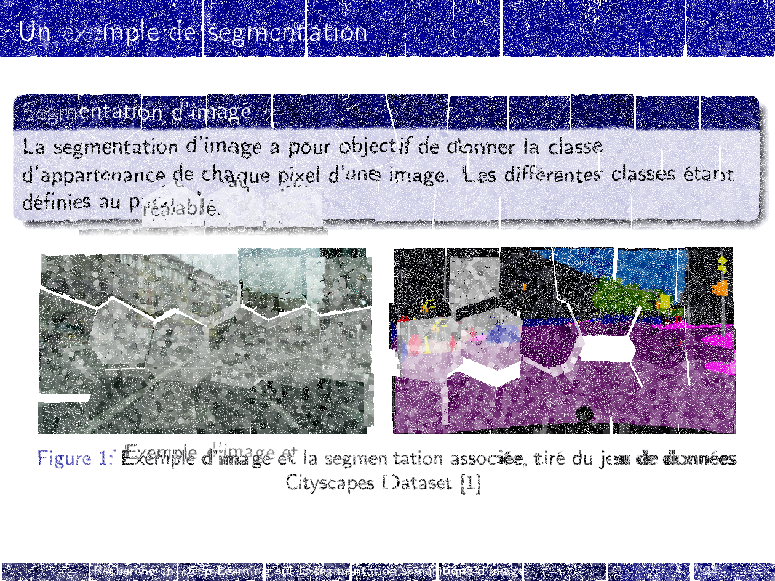 Un exemple de segmentation
Segmentation d'image
La segmentation d'image a pour objectif de donner la classe
d'appartenance de chaque pixel d'une image. Les différentes classes étant
définies au préalable.
Figure 1: Exemple d'image et la segmentation associée, tiré du jeu de données
Cityscapes Dataset [1]